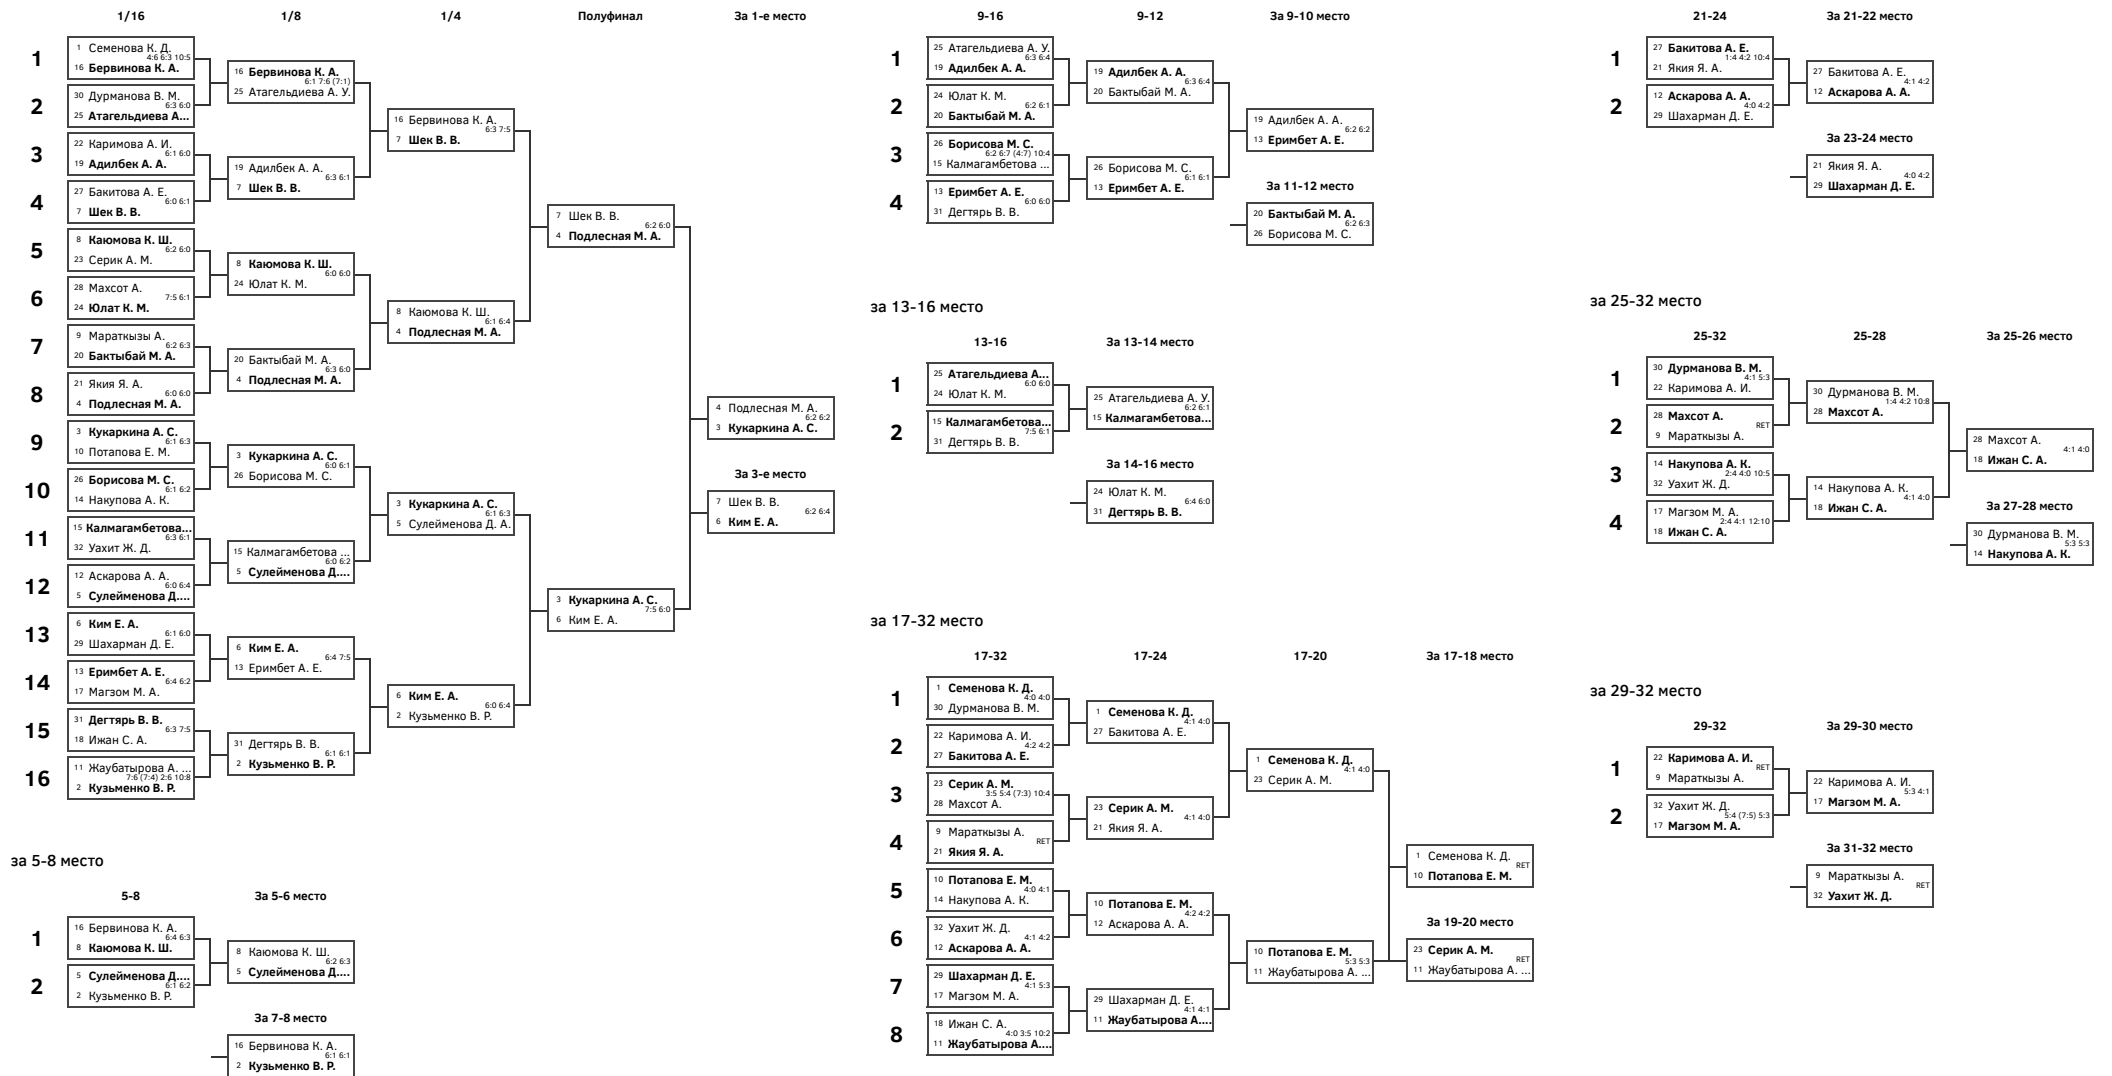 1/16
1/8
1/4
Полуфинал
За 1-е место
1
1 Семенова К. Д.
4:6 6:3 10:5
16 Бервинова К. А.
2
30 Дурманова В. М.
6:3 6:0
25 Атагельдиева А...
3
22 Каримова А. И.
6:1 6:0
19 Адилбек А. А.
4
27 Бакитова А. Е.
6:0 6:1
7 Шек В. В.
5
8 Каюмова К. Ш.
6:2 6:0
23 Серик А. М.
6
28 Махсот А.
7:5 6:1
24 Юлат К. М.
7
9 Мараткызы А.
6:2 6:3
20 Бактыбай М. А.
8
21 Якия Я. А.
6:0 6:0
4 Подлесная М. А.
9
3 Кукаркина А. С.
6:1 6:3
10 Потапова Е. М.
10
26 Борисова М. С.
6:1 6:2
14 Накупова А. К.
11
15 Калмагамбетова...
6:3 6:1
32 Уахит Ж. Д.
12
12 Аскарова А. А.
6:0 6:4
5 Сулейменова Д....
13
6 Ким Е. А.
6:1 6:0
29 Шахарман Д. Е.
14
13 Еримбет А. Е.
6:4 6:2
17 Магзом М. А.
15
31 Дегтярь В. В.
6:3 7:5
18 Ижан С. А.
16
11 Жаубатырова А. ...
7:6 (7:4) 2:6 10:8
2 Кузьменко В. Р.
16 Бервинова К. А.
6:1 7:6 (7:1)
25 Атагельдиева А. У.
19 Адилбек А. А.
6:3 6:1
7 Шек В. В.
8 Каюмова К. Ш.
6:0 6:0
24 Юлат К. М.
20 Бактыбай М. А.
6:3 6:0
4 Подлесная М. А.
3 Кукаркина А. С.
6:0 6:1
26 Борисова М. С.
15 Калмагамбетова ...
6:0 6:2
5 Сулейменова Д....
6 Ким Е. А.
6:4 7:5
13 Еримбет А. Е.
31 Дегтярь В. В.
6:1 6:1
2 Кузьменко В. Р.
16 Бервинова К. А.
6:3 7:5
7 Шек В. В.
8 Каюмова К. Ш.
6:1 6:4
4 Подлесная М. А.
3 Кукаркина А. С.
6:1 6:3
5 Сулейменова Д. А.
6 Ким Е. А.
6:0 6:4
2 Кузьменко В. Р.
7 Шек В. В.
6:2 6:0
4 Подлесная М. А.
3 Кукаркина А. С.
7:5 6:0
6 Ким Е. А.
4 Подлесная М. А.
6:2 6:2
3 Кукаркина А. С.
За 3-е место
7 Шек В. В.
6:2 6:4
6 Ким Е. А.
за 5-8 место
5-8
За 5-6 место
1
16 Бервинова К. А.
6:4 6:3
8 Каюмова К. Ш.
2
5 Сулейменова Д....
6:1 6:2
2 Кузьменко В. Р.
8 Каюмова К. Ш.
6:2 6:3
5 Сулейменова Д....
За 7-8 место
16 Бервинова К. А.
6:1 6:1
2 Кузьменко В. Р.
9-16
9-12
За 9-10 место
1
25 Атагельдиева А. У.
6:3 6:4
19 Адилбек А. А.
2
24 Юлат К. М.
6:2 6:1
20 Бактыбай М. А.
3
26 Борисова М. С.
6:2 6:7 (4:7) 10:4
15 Калмагамбетова ...
4
13 Еримбет А. Е.
6:0 6:0
31 Дегтярь В. В.
19 Адилбек А. А.
6:3 6:4
20 Бактыбай М. А.
26 Борисова М. С.
6:1 6:1
13 Еримбет А. Е.
19 Адилбек А. А.
6:2 6:2
13 Еримбет А. Е.
За 11-12 место
20 Бактыбай М. А.
6:2 6:3
26 Борисова М. С.
за 13-16 место
13-16
За 13-14 место
1
25 Атагельдиева А...
6:0 6:0
24 Юлат К. М.
2
15 Калмагамбетова...
7:5 6:1
31 Дегтярь В. В.
25 Атагельдиева А. У.
6:2 6:1
15 Калмагамбетова...
За 14-16 место
24 Юлат К. М.
6:4 6:0
31 Дегтярь В. В.
за 17-32 место
17-32
17-24
17-20
За 17-18 место
1
1 Семенова К. Д.
4:0 4:0
30 Дурманова В. М.
2
22 Каримова А. И.
4:2 4:2
27 Бакитова А. Е.
3
23 Серик А. М.
3:5 5:4 (7:3) 10:4
28 Махсот А.
4
9 Мараткызы А.
RET
21 Якия Я. А.
5
10 Потапова Е. М.
4:0 4:1
14 Накупова А. К.
6
32 Уахит Ж. Д.
4:1 4:2
12 Аскарова А. А.
7
29 Шахарман Д. Е.
4:1 5:3
17 Магзом М. А.
8
18 Ижан С. А.
4:0 3:5 10:2
11 Жаубатырова А....
1 Семенова К. Д.
4:1 4:0
27 Бакитова А. Е.
23 Серик А. М.
4:1 4:0
21 Якия Я. А.
10 Потапова Е. М.
4:2 4:2
12 Аскарова А. А.
29 Шахарман Д. Е.
4:1 4:1
11 Жаубатырова А....
1 Семенова К. Д.
4:1 4:0
23 Серик А. М.
10 Потапова Е. М.
5:3 5:3
11 Жаубатырова А. ...
1 Семенова К. Д.
RET
10 Потапова Е. М.
За 19-20 место
23 Серик А. М.
RET
11 Жаубатырова А. ...
21-24
За 21-22 место
1
27 Бакитова А. Е.
1:4 4:2 10:4
21 Якия Я. А.
2
12 Аскарова А. А.
4:0 4:2
29 Шахарман Д. Е.
27 Бакитова А. Е.
4:1 4:2
12 Аскарова А. А.
За 23-24 место
21 Якия Я. А.
4:0 4:2
29 Шахарман Д. Е.
за 25-32 место
25-32
25-28
За 25-26 место
1
30 Дурманова В. М.
4:1 5:3
22 Каримова А. И.
2
28 Махсот А.
RET
9 Мараткызы А.
3
14 Накупова А. К.
2:4 4:0 10:5
32 Уахит Ж. Д.
4
17 Магзом М. А.
2:4 4:1 12:10
18 Ижан С. А.
30 Дурманова В. М.
1:4 4:2 10:8
28 Махсот А.
14 Накупова А. К.
4:1 4:0
18 Ижан С. А.
28 Махсот А.
4:1 4:0
18 Ижан С. А.
За 27-28 место
30 Дурманова В. М.
5:3 5:3
14 Накупова А. К.
за 29-32 место
29-32
За 29-30 место
1
22 Каримова А. И.
RET
9 Мараткызы А.
2
32 Уахит Ж. Д.
5:4 (7:5) 5:3
17 Магзом М. А.
22 Каримова А. И.
5:3 4:1
17 Магзом М. А.
За 31-32 место
9 Мараткызы А.
RET
32 Уахит Ж. Д.